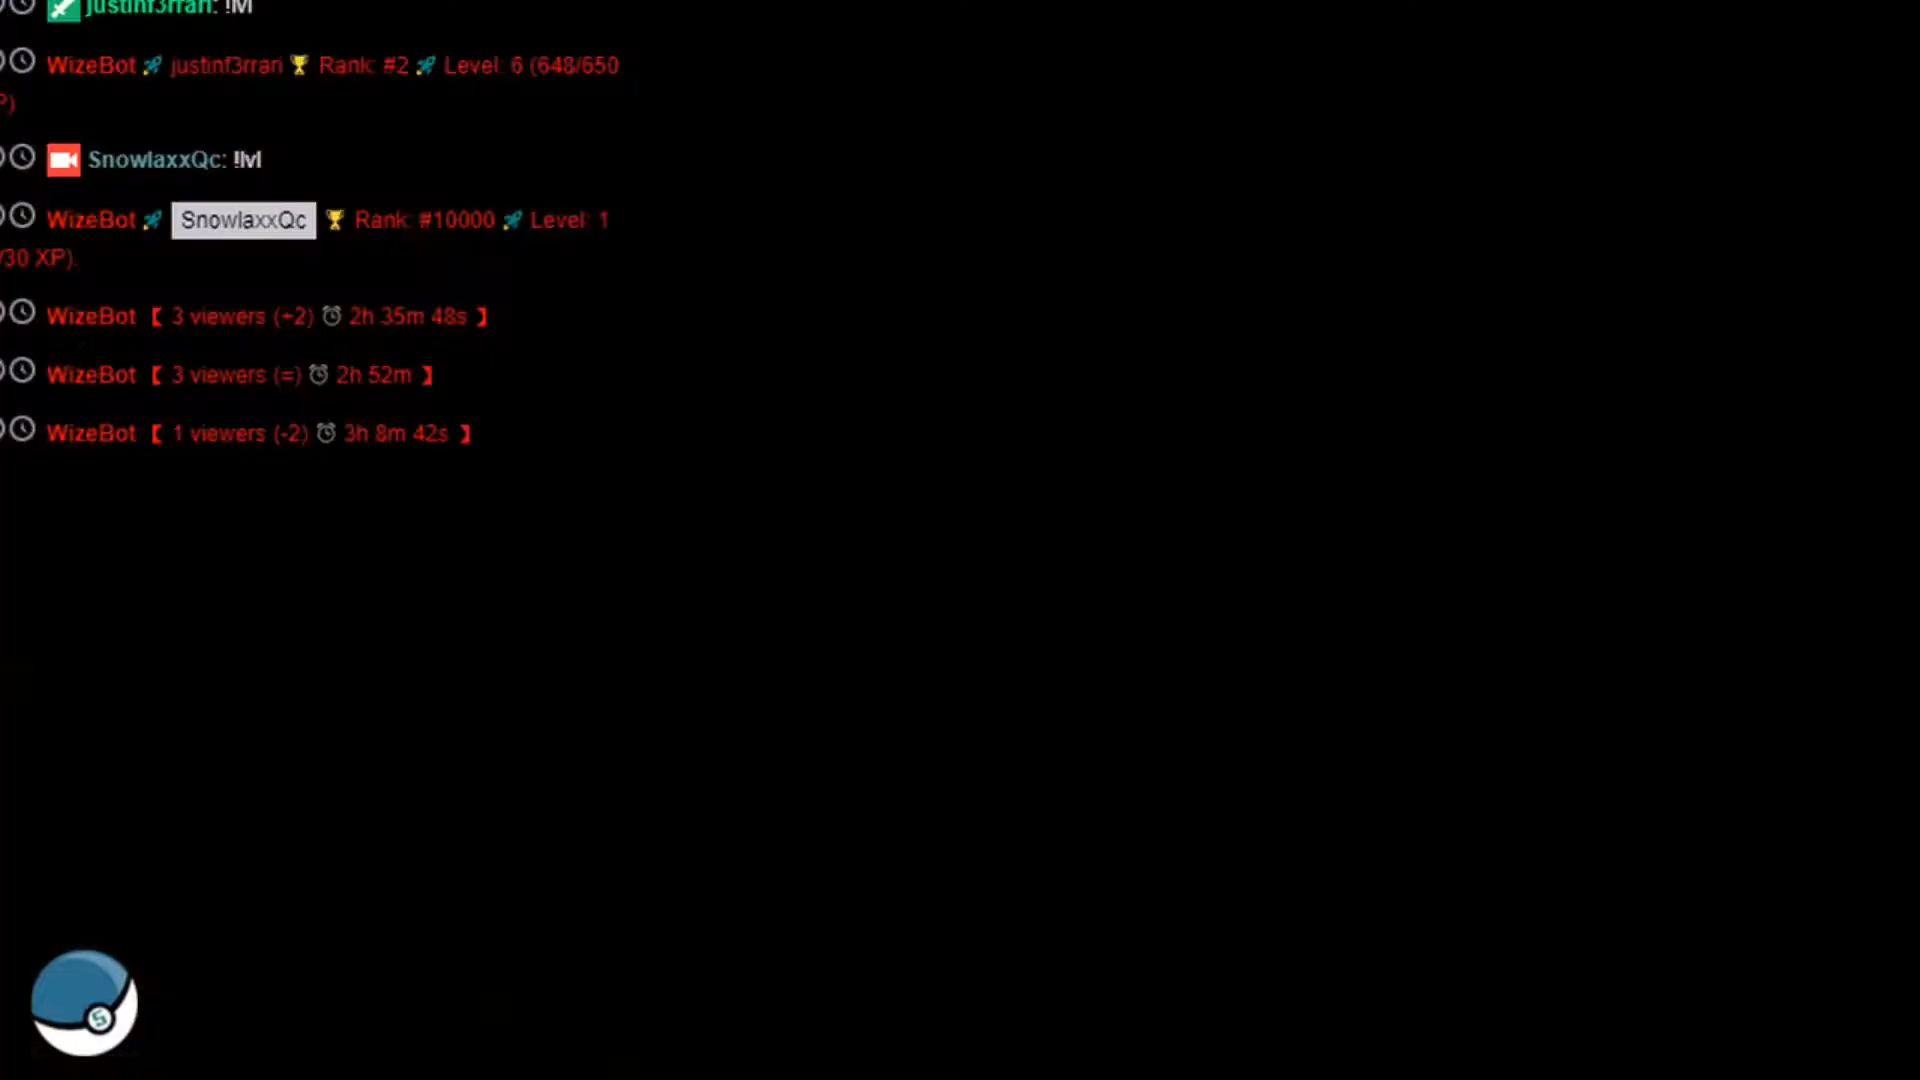 justinf3rran: !lvl
WizeBot 🚀 justinf3rran 🏆 Rank: #2 🚀 Level: 6 (648/650
P)
SnowlaxxQc: !lvl
WizeBot 🚀 SnowlaxxQc 🏆 Rank: #10000 🚀 Level: 1
/30 XP).
WizeBot 【 3 viewers (+2) ⏰ 2h 35m 48s 】
WizeBot 【 3 viewers (=) ⏰ 2h 52m 】
WizeBot 【 1 viewers (-2) ⏰ 3h 8m 42s 】
S